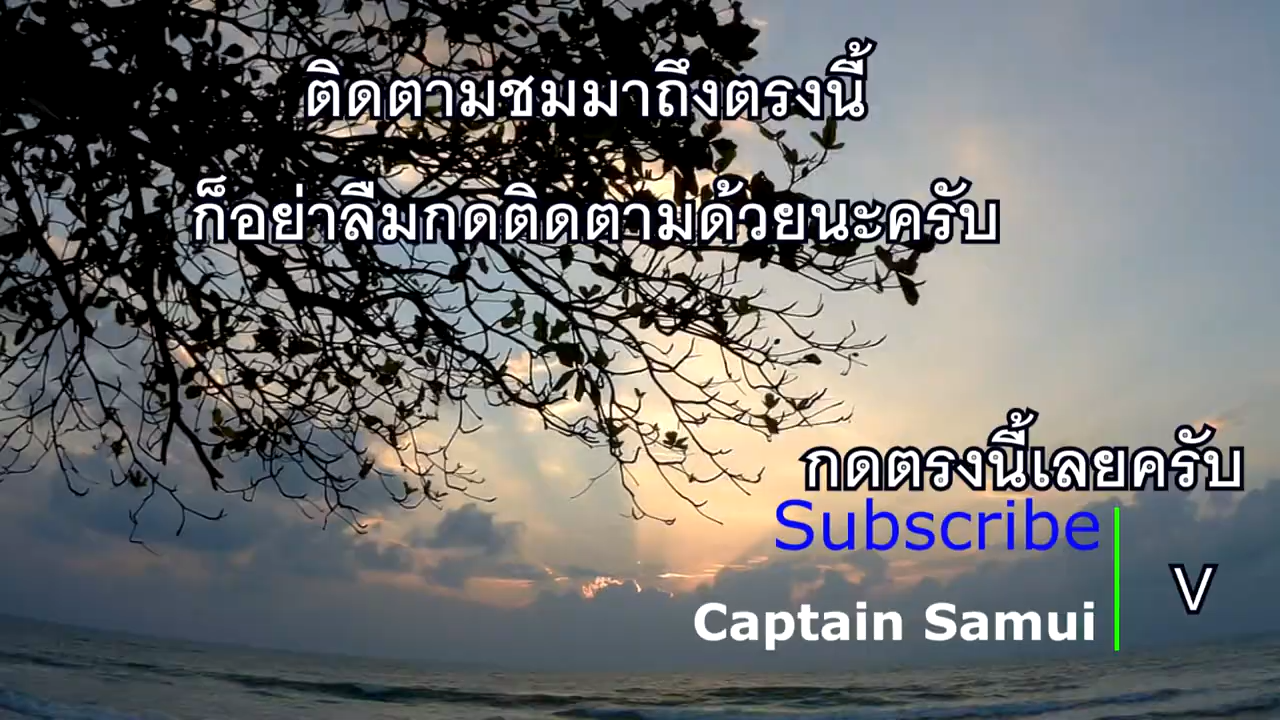 ติดตามชมมาถึงตรงนี้
ก็อย่าลืมกดติดตามด้วยนะครับ
กดตรงนี้เลยครับ
Subscribe
V
Captain Samui